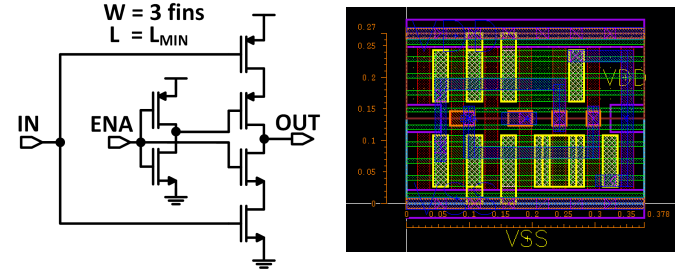 W = 3 fins
L = LMIN
IN
ENA
OUT
0.27
0.25
0.2
0.15
0.1
0.05
0
0 0.05 0.1 0.15 0.2 0.25 0.3 0.35 0.378
VDD
VSS